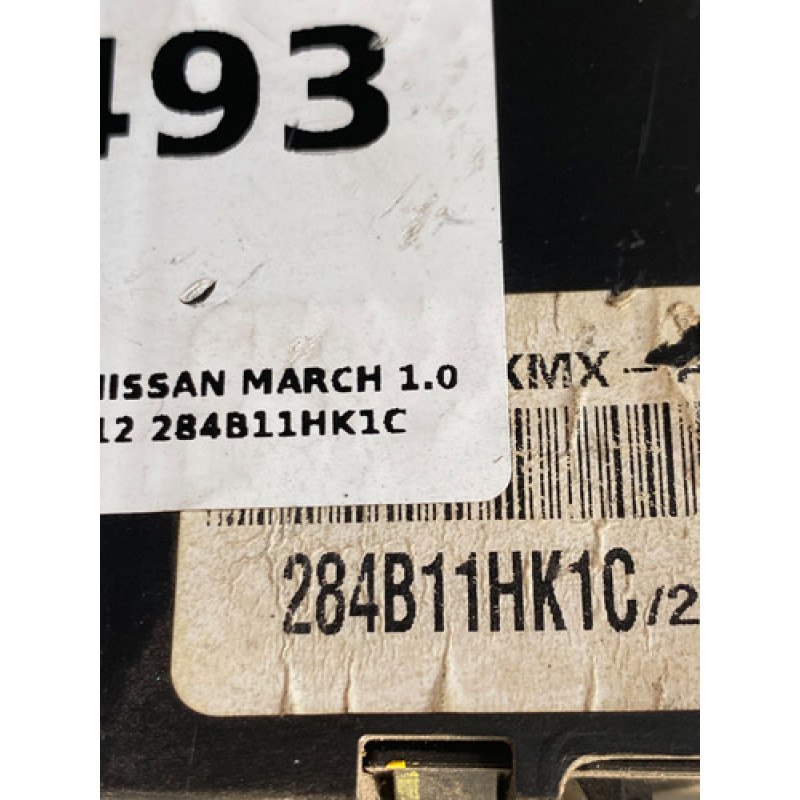 493
NISSAN MARCH 1.0
12 284B11HK1C
KMX-
284B11HK1C/2